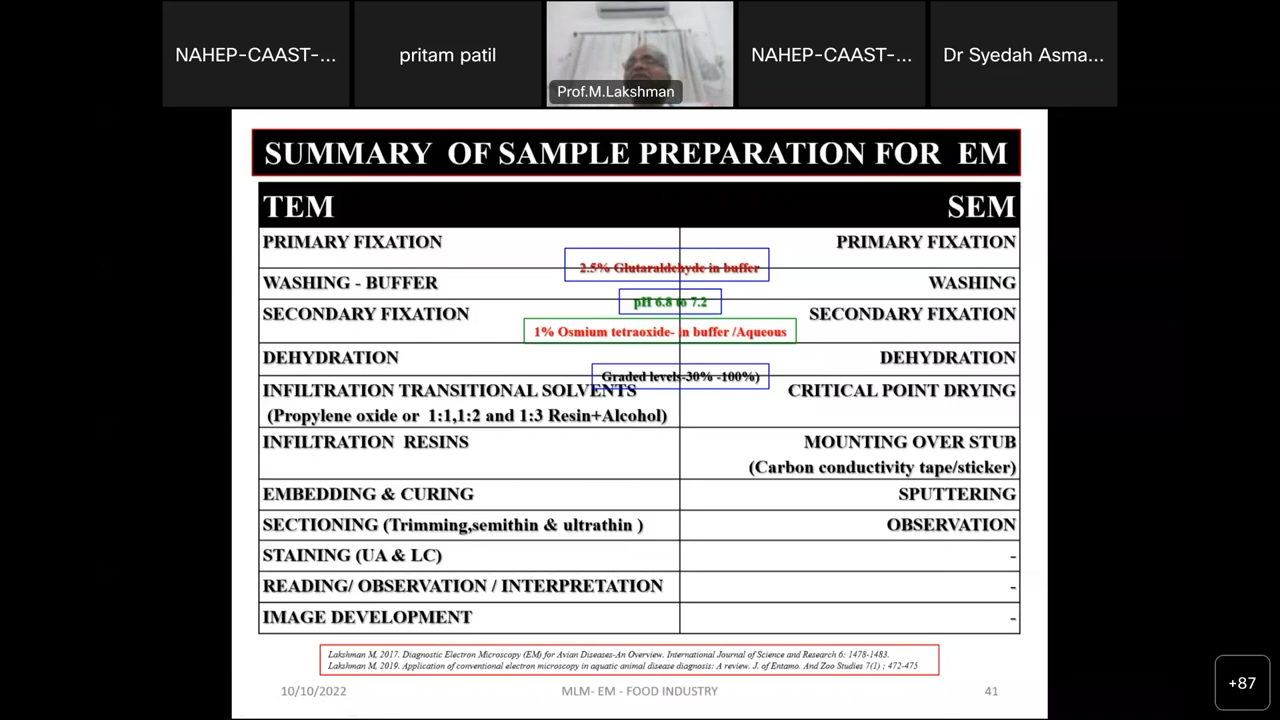 NAHEP-CAAST-...
pritam patil
Prof.M.Lakshman
NAHEP-CAAST-...
Dr Syedah Asma...
SUMMARY OF SAMPLE PREPARATION FOR EM
TEM SEM
PRIMARY FIXATION PRIMARY FIXATION
2.5% Glutaraldehyde in buffer
WASHING - BUFFER WASHING
pH 6.8 to 7.2
SECONDARY FIXATION SECONDARY FIXATION
1% Osmium tetraoxide- in buffer /Aqueous
DEHYDRATION DEHYDRATION
Graded levels-30% -100%)
INFILTRATION TRANSITIONAL SOLVENTS CRITICAL POINT DRYING
(Propylene oxide or 1:1,1:2 and 1:3 Resin+Alcohol)
INFILTRATION RESINS MOUNTING OVER STUB
(Carbon conductivity tape/sticker)
EMBEDDING & CURING SPUTTERING
SECTIONING (Trimming,semithin & ultrathin ) OBSERVATION
STAINING (UA & LC) -
READING/ OBSERVATION / INTERPRETATION -
IMAGE DEVELOPMENT -
Lakshman M, 2017. Diagnostic Electron Microscopy (EM) for Avian Diseases-An Overview. International Journal of Science and Research 6: 1478-1483.
Lakshman M, 2019. Application of conventional electron microscopy in aquatic animal disease diagnosis: A review. J. of Entamo. And Zoo Studies 7(1) ; 472-475
10/10/2022 MLM- EM - FOOD INDUSTRY 41
+87